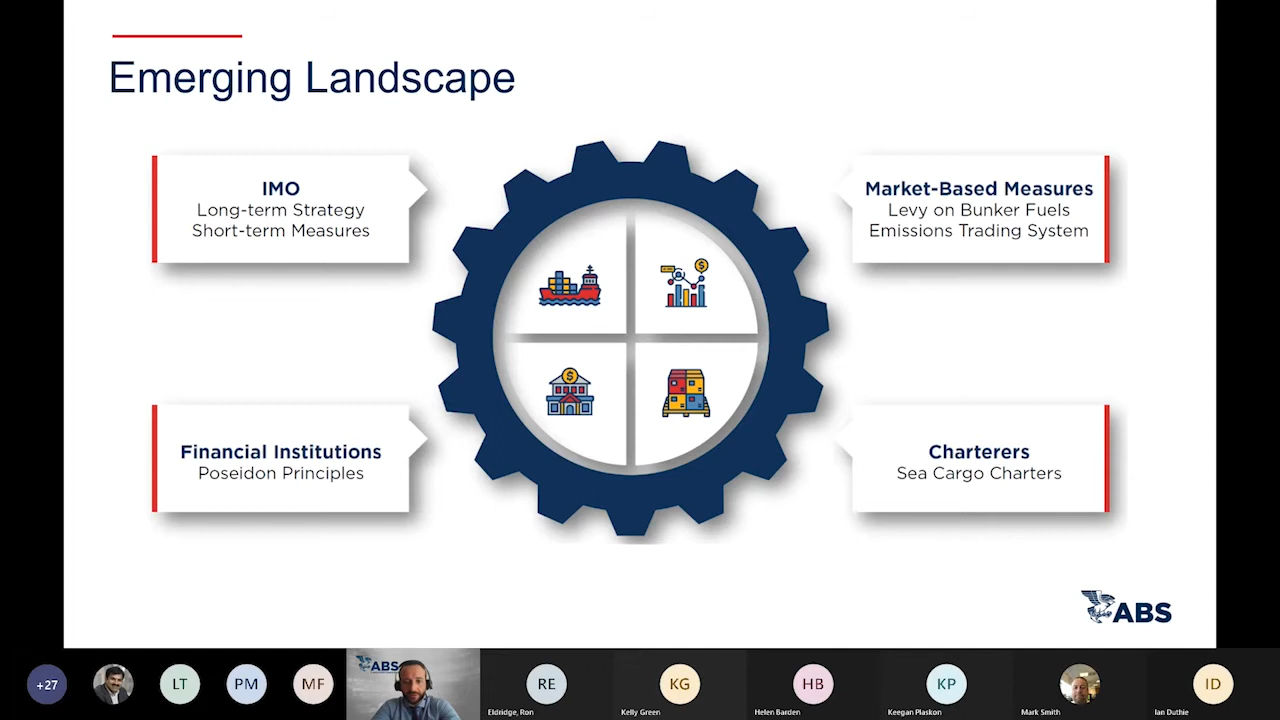 Emerging Landscape
IMO
Long-term Strategy
Short-term Measures
Market-Based Measures
Levy on Bunker Fuels
Emissions Trading System
Financial Institutions
Poseidon Principles
Charterers
Sea Cargo Charters
ABS
+27
LT
PM
MF
ABS
RE
Eldridge, Ron
KG
Kelly Green
HB
Helen Barden
KP
Keegan Plaskon
Mark Smith
ID
Ian Duthie